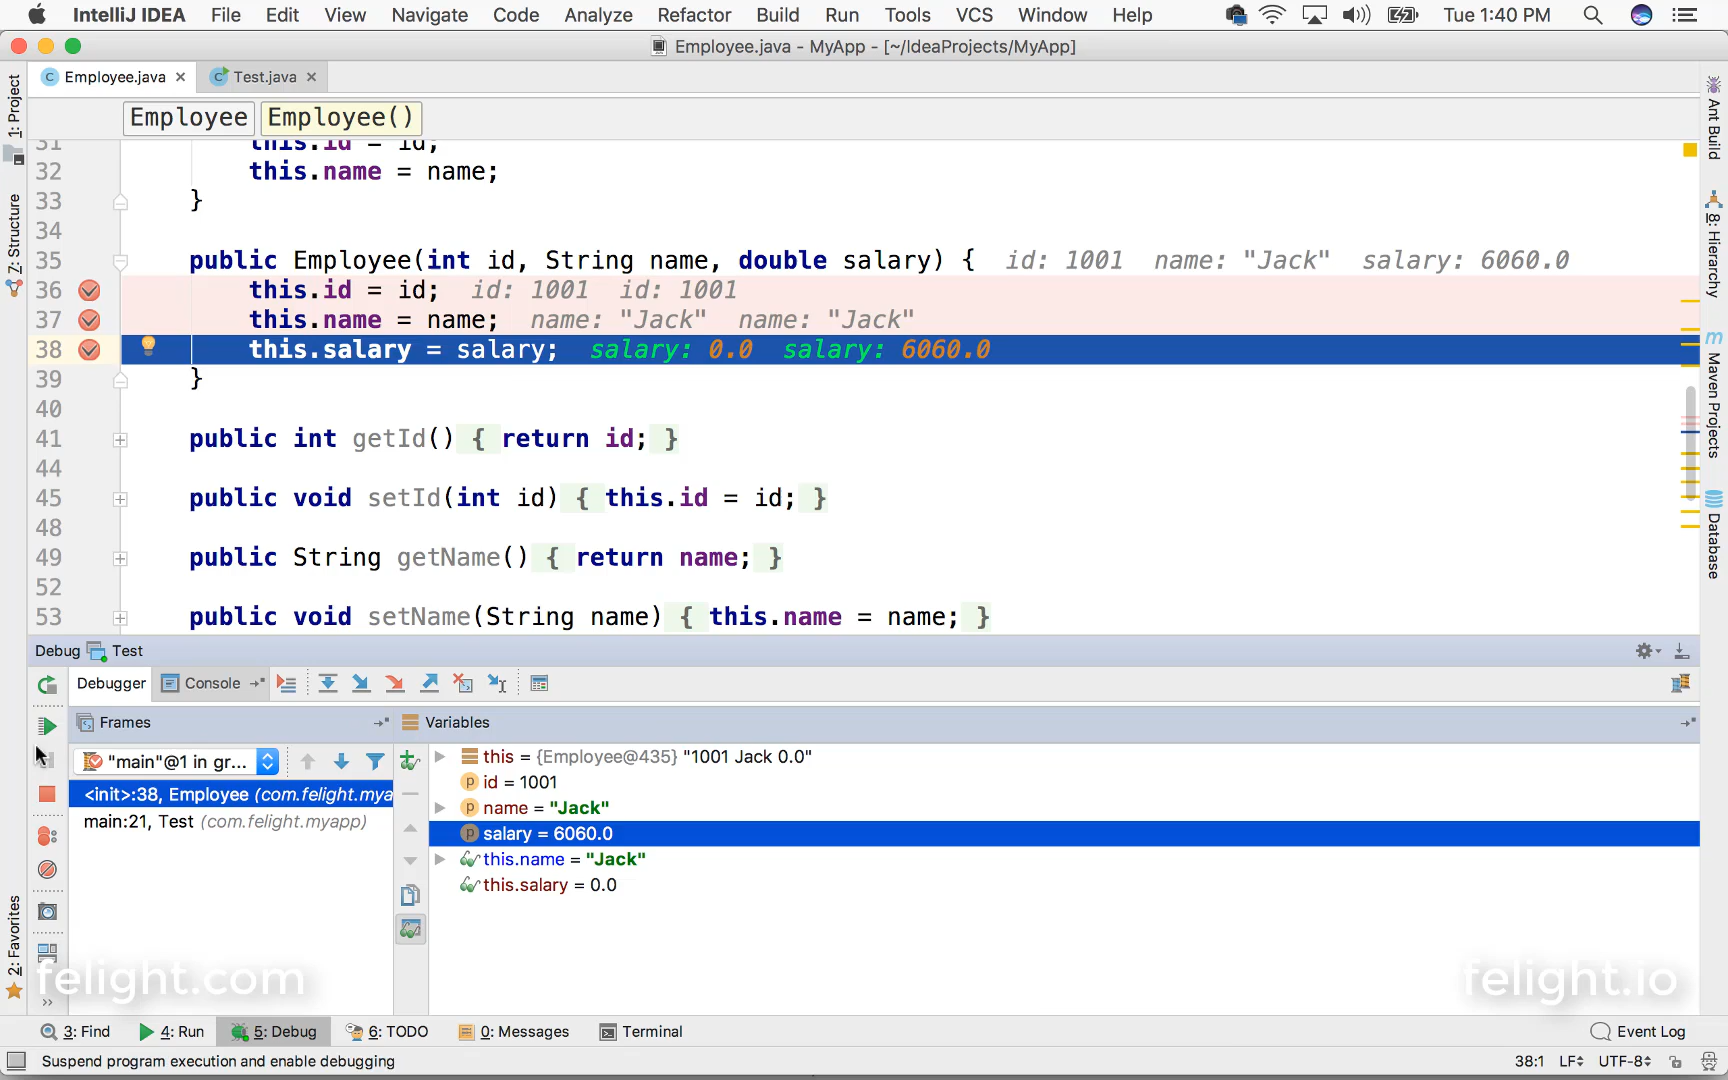 IntelliJ IDEA File Edit View Navigate Code Analyze Refactor Build Run Tools VCS Window Help Tue 1:40 PM
Employee.java - MyApp - [~/IdeaProjects/MyApp]
Employee.java Test.java
Employee Employee()
1: Project
7: Structure
2: Favorites
Ant Build
8: Hierarchy
m Maven Projects
Database
31 this.id = id;
32 this.name = name;
33 }
34
35 public Employee(int id, String name, double salary) { id: 1001 name: "Jack" salary: 6060.0
36 this.id = id; id: 1001 id: 1001
37 this.name = name; name: "Jack" name: "Jack"
38 this.salary = salary; salary: 0.0 salary: 6060.0
39 }
40
41 public int getId() { return id; }
44
45 public void setId(int id) { this.id = id; }
48
49 public String getName() { return name; }
52
53 public void setName(String name) { this.name = name; }
Debug Test
Debugger Console
Frames Variables
"main"@1 in gr...
<init>:38, Employee (com.felight.mya
main:21, Test (com.felight.myapp)
this = {Employee@435} "1001 Jack 0.0"
p id = 1001
p name = "Jack"
p salary = 6060.0
this.name = "Jack"
this.salary = 0.0
felight.com felight.io
3: Find 4: Run 5: Debug 6: TODO 0: Messages Terminal Event Log
Suspend program execution and enable debugging 38:1 LF UTF-8